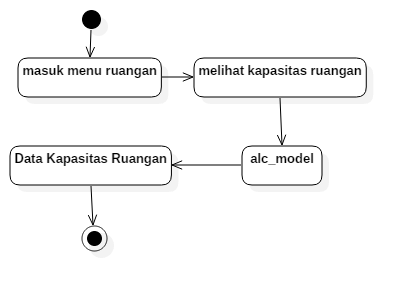 masuk menu ruangan
melihat kapasitas ruangan
alc_model
Data Kapasitas Ruangan